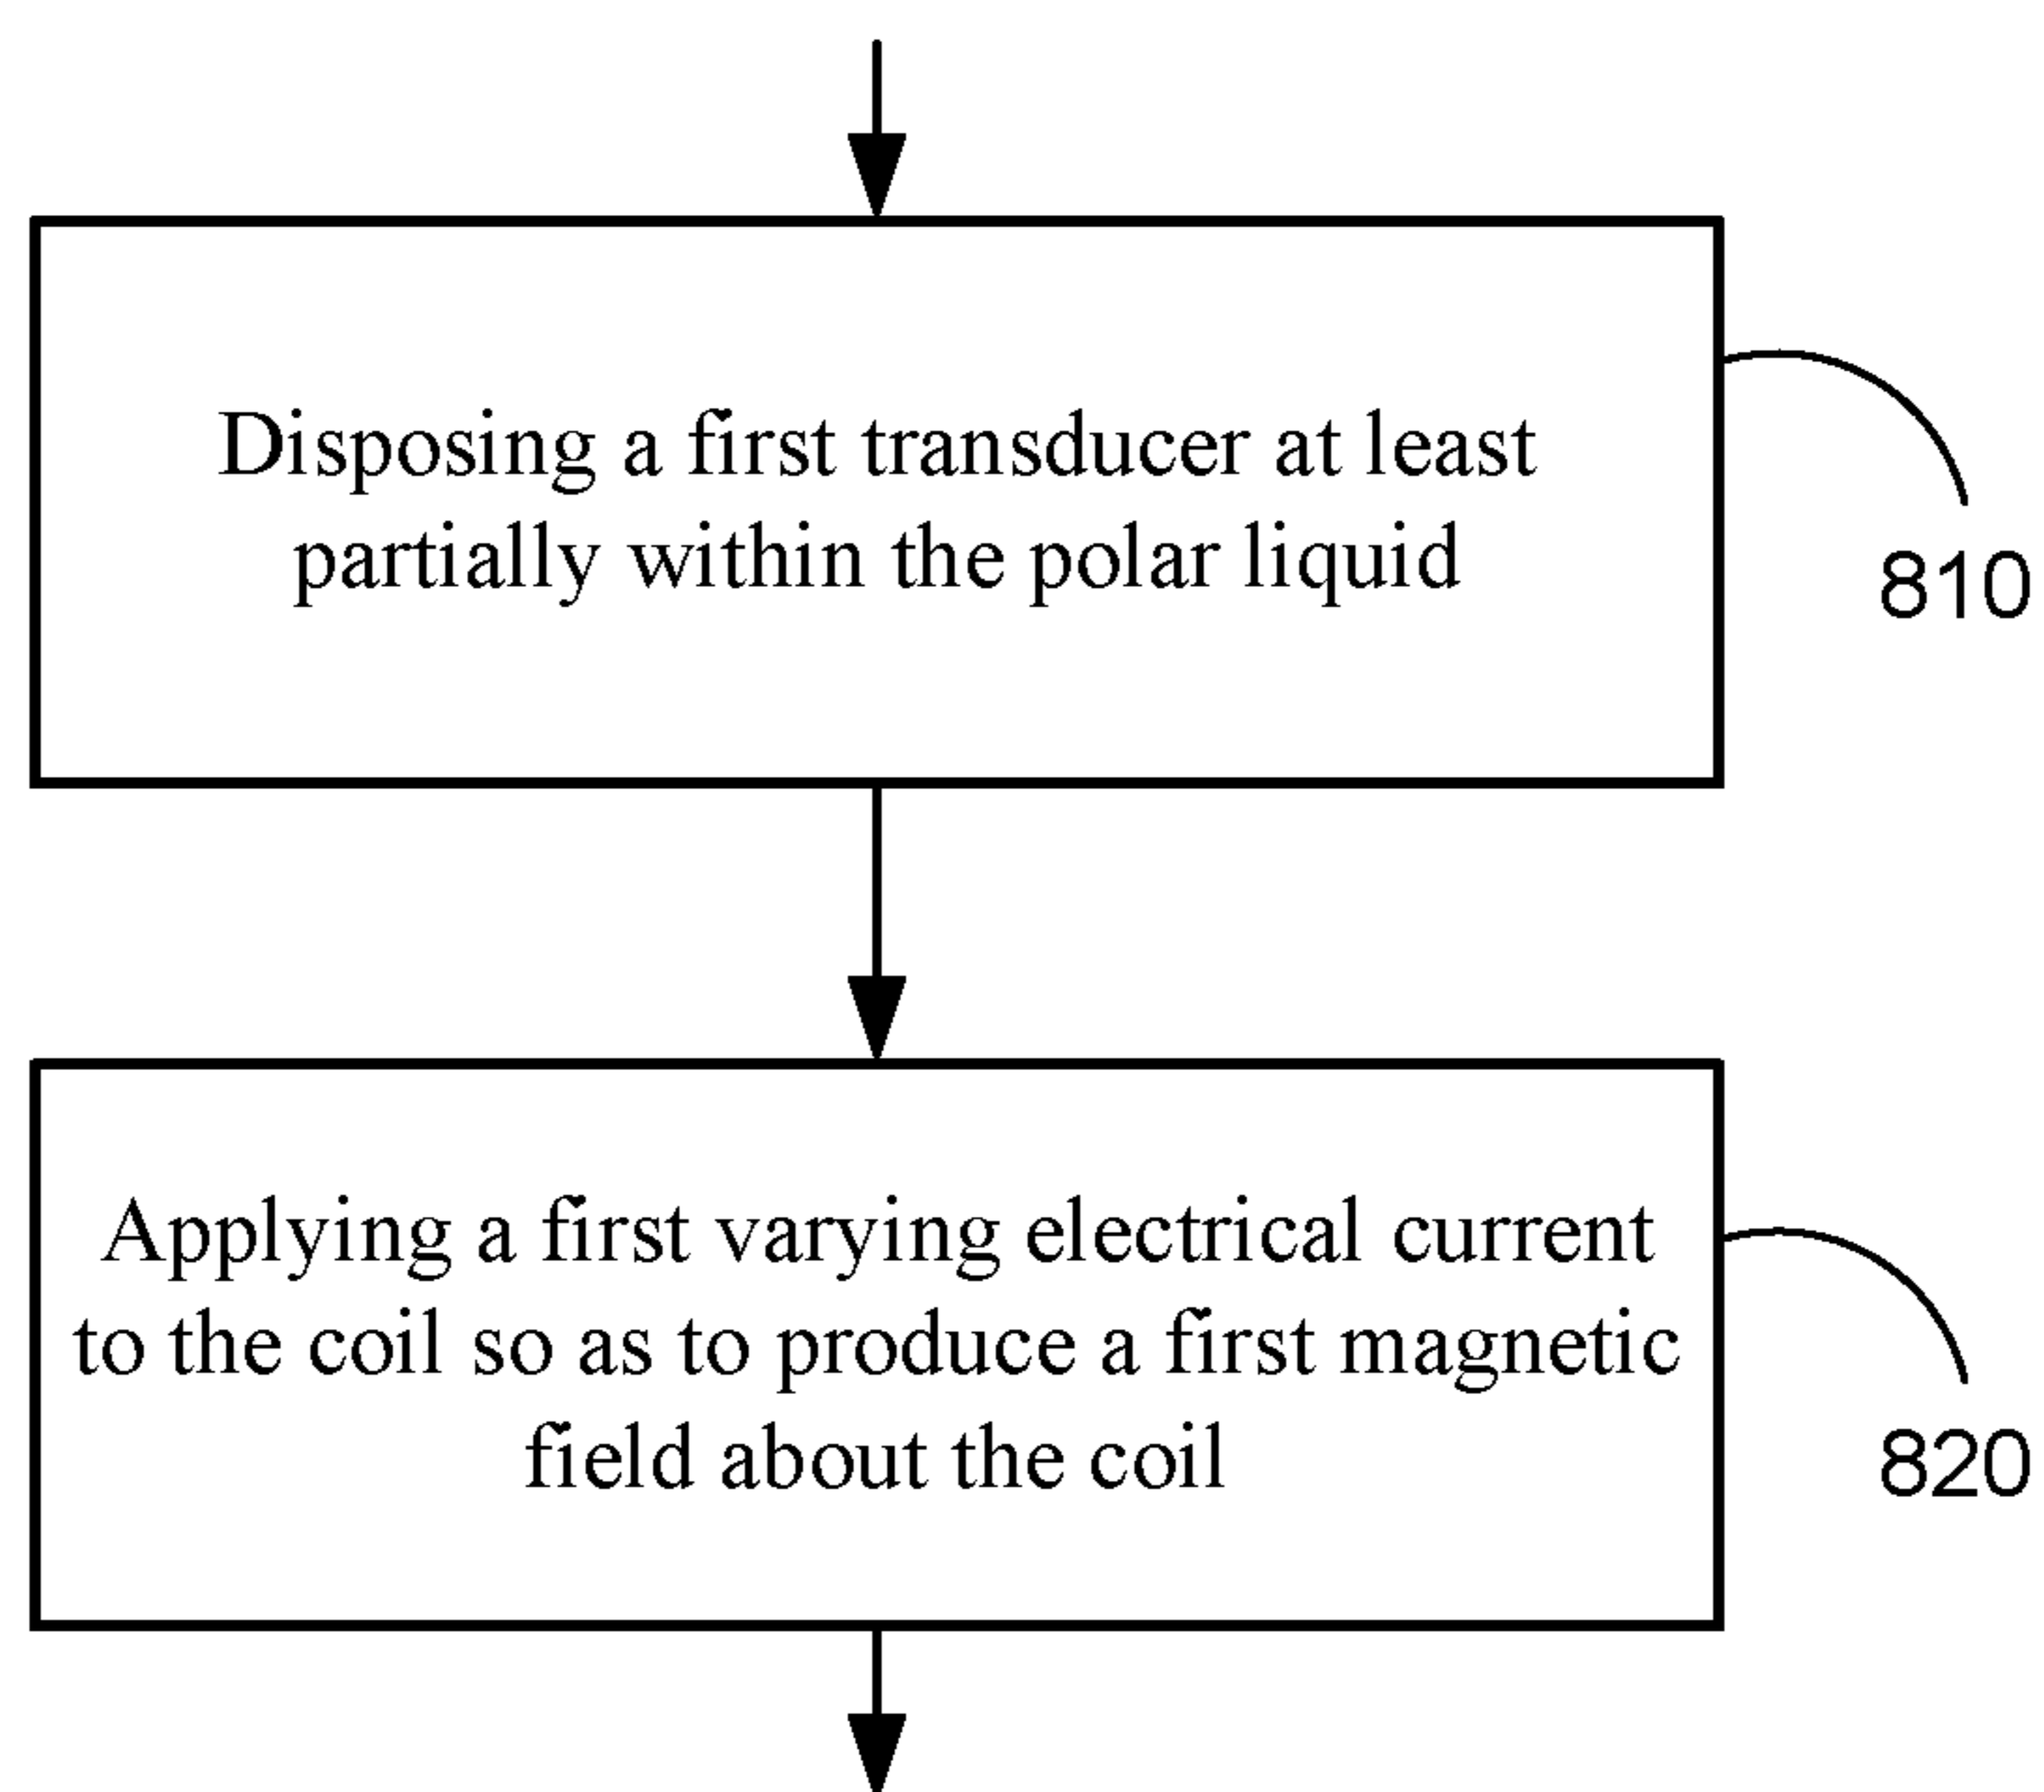 Disposing a first transducer at least
partially within the polar liquid
810
Applying a first varying electrical current
to the coil so as to produce a first magnetic
field about the coil
820